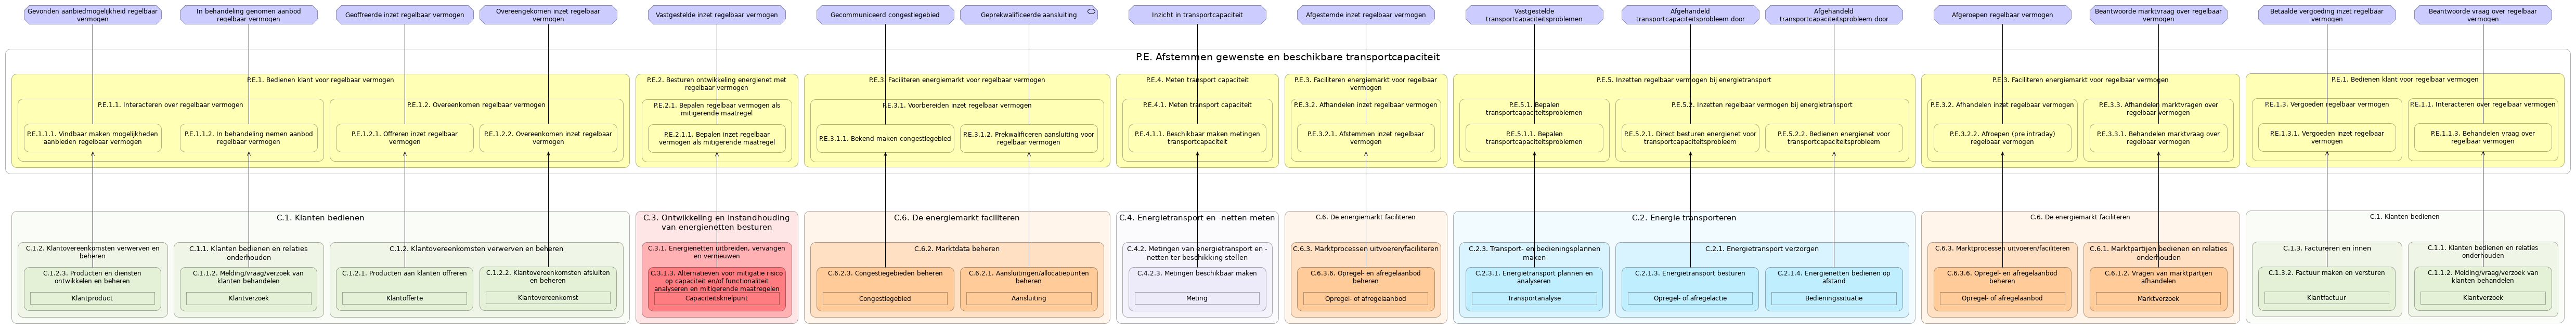 Gevonden aanbiedmogelijkheid regelbaar
vermogen
In behandeling genomen aanbod
regelbaar vermogen
Geoffreerde inzet regelbaar vermogen
Overeengekomen inzet regelbaar
vermogen
Vastgestelde inzet regelbaar vermogen
Gecommuniceerd congestiegebied
Geprekwalificeerde aansluiting
Inzicht in transportcapaciteit
Afgestemde inzet regelbaar vermogen
Vastgestelde
transportcapaciteitsproblemen
Afgehandeld
transportcapaciteitsprobleem door
Afgehandeld
transportcapaciteitsprobleem door
Afgeroepen regelbaar vermogen
Beantwoorde marktvraag over regelbaar
vermogen
Betaalde vergoeding inzet regelbaar
vermogen
Beantwoorde vraag over regelbaar
vermogen
P.E. Afstemmen gewenste en beschikbare transportcapaciteit
P.E.1. Bedienen klant voor regelbaar vermogen
P.E.1.1. Interacteren over regelbaar vermogen
P.E.1.1.1. Vindbaar maken mogelijkheden
aanbieden regelbaar vermogen
P.E.1.1.2. In behandeling nemen aanbod
regelbaar vermogen
P.E.1.2. Overeenkomen regelbaar vermogen
P.E.1.2.1. Offreren inzet regelbaar
vermogen
P.E.1.2.2. Overeenkomen inzet regelbaar
vermogen
P.E.2. Besturen ontwikkeling energienet met
regelbaar vermogen
P.E.2.1. Bepalen regelbaar vermogen als
mitigerende maatregel
P.E.2.1.1. Bepalen inzet regelbaar
vermogen als mitigerende maatregel
P.E.3. Faciliteren energiemarkt voor regelbaar vermogen
P.E.3.1. Voorbereiden inzet regelbaar vermogen
P.E.3.1.1. Bekend maken congestiegebied
P.E.3.1.2. Prekwalificeren aansluiting voor
regelbaar vermogen
P.E.4. Meten transport capaciteit
P.E.4.1. Meten transport capaciteit
P.E.4.1.1. Beschikbaar maken metingen
transportcapaciteit
P.E.3. Faciliteren energiemarkt voor regelbaar
vermogen
P.E.3.2. Afhandelen inzet regelbaar vermogen
P.E.3.2.1. Afstemmen inzet regelbaar
vermogen
P.E.5. Inzetten regelbaar vermogen bij energietransport
P.E.5.1. Bepalen
transportcapaciteitsproblemen
P.E.5.1.1. Bepalen
transportcapaciteitsproblemen
P.E.5.2. Inzetten regelbaar vermogen bij energietransport
P.E.5.2.1. Direct besturen energienet voor
transportcapaciteitsprobleem
P.E.5.2.2. Bedienen energienet voor
transportcapaciteitsprobleem
P.E.3. Faciliteren energiemarkt voor regelbaar vermogen
P.E.3.2. Afhandelen inzet regelbaar vermogen
P.E.3.2.2. Afroepen (pre intraday)
regelbaar vermogen
P.E.3.3. Afhandelen marktvragen over
regelbaar vermogen
P.E.3.3.1. Behandelen marktvraag over
regelbaar vermogen
P.E.1. Bedienen klant voor regelbaar vermogen
P.E.1.3. Vergoeden regelbaar vermogen
P.E.1.3.1. Vergoeden inzet regelbaar
vermogen
P.E.1.1. Interacteren over regelbaar vermogen
P.E.1.1.3. Behandelen vraag over
regelbaar vermogen
C.1. Klanten bedienen
C.1.2. Klantovereenkomsten verwerven en
beheren
C.1.2.3. Producten en diensten
ontwikkelen en beheren
Klantproduct
C.1.1. Klanten bedienen en relaties
onderhouden
C.1.1.2. Melding/vraag/verzoek van
klanten behandelen
Klantverzoek
C.1.2. Klantovereenkomsten verwerven en beheren
C.1.2.1. Producten aan klanten offreren
Klantofferte
C.1.2.2. Klantovereenkomsten afsluiten
en beheren
Klantovereenkomst
C.3. Ontwikkeling en instandhouding
van energienetten besturen
C.3.1. Energienetten uitbreiden, vervangen
en vernieuwen
C.3.1.3. Alternatieven voor mitigatie risico
op capaciteit en/of functionaliteit
analyseren en mitigerende maatregelen
Capaciteitsknelpunt
C.6. De energiemarkt faciliteren
C.6.2. Marktdata beheren
C.6.2.3. Congestiegebieden beheren
Congestiegebied
C.6.2.1. Aansluitingen/allocatiepunten
beheren
Aansluiting
C.4. Energietransport en -netten meten
C.4.2. Metingen van energietransport en -
netten ter beschikking stellen
C.4.2.3. Metingen beschikbaar maken
Meting
C.6. De energiemarkt faciliteren
C.6.3. Marktprocessen uitvoeren/faciliteren
C.6.3.6. Opregel- en afregelaanbod
beheren
Opregel- of afregelaanbod
C.2. Energie transporteren
C.2.3. Transport- en bedieningsplannen
maken
C.2.3.1. Energietransport plannen en
analyseren
Transportanalyse
C.2.1. Energietransport verzorgen
C.2.1.3. Energietransport besturen
Opregel- of afregelactie
C.2.1.4. Energienetten bedienen op
afstand
Bedieningssituatie
C.6. De energiemarkt faciliteren
C.6.3. Marktprocessen uitvoeren/faciliteren
C.6.3.6. Opregel- en afregelaanbod
beheren
Opregel- of afregelaanbod
C.6.1. Marktpartijen bedienen en relaties
onderhouden
C.6.1.2. Vragen van marktpartijen
afhandelen
Marktverzoek
C.1. Klanten bedienen
C.1.3. Factureren en innen
C.1.3.2. Factuur maken en versturen
Klantfactuur
C.1.1. Klanten bedienen en relaties
onderhouden
C.1.1.2. Melding/vraag/verzoek van
klanten behandelen
Klantverzoek